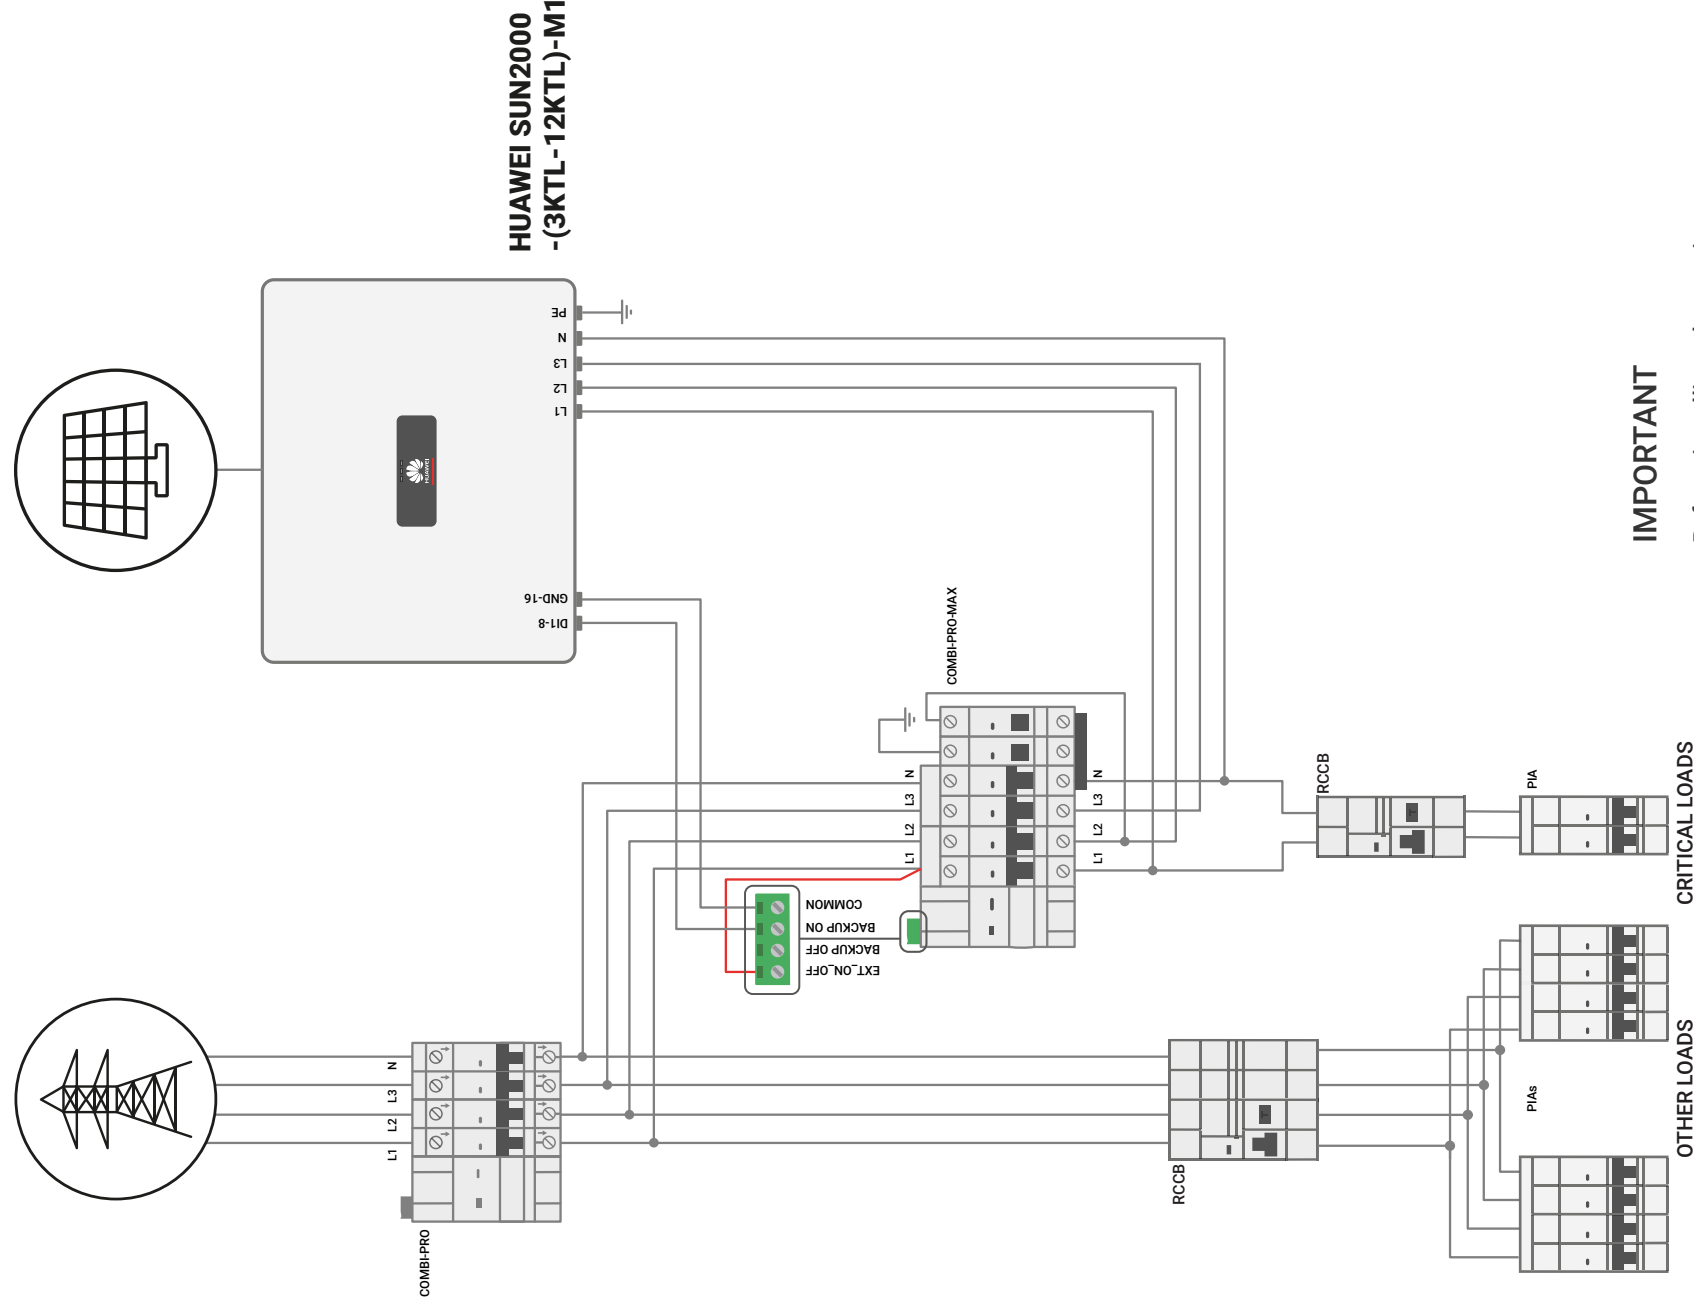 HUAWEI SUN2000
-(3KTL-12KTL)-M1
PE
N
L3
L2
L1
HUAWEI
GND-16
DI1-8
COMBI-PRO-MAX
N
L3
L2
L1
N
L3
L2
L1
COMMON
BACKUP ON
BACKUP OFF
EXT_ON_OFF
N
L3
L2
L1
COMBI-PRO
RCCB
T
PIA
CRITICAL LOADS
RCCB
T
PIAs
OTHER LOADS
IMPORTANT